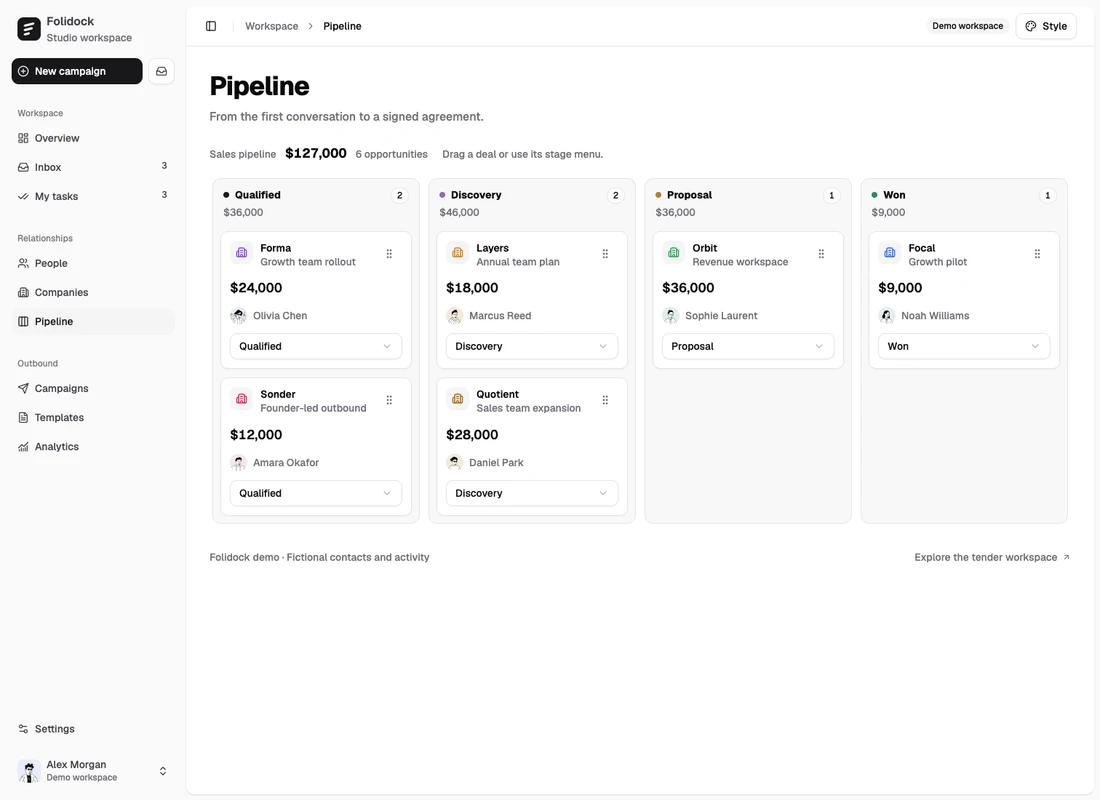 Folidock
Studio workspace
New campaign
Workspace
Overview
Inbox 3
My tasks 3
Relationships
People
Companies
Pipeline
Outbound
Campaigns
Templates
Analytics
Settings
Alex Morgan
Demo workspace
Workspace > Pipeline
Demo workspace
Style
Pipeline
From the first conversation to a signed agreement.
Sales pipeline $127,000 6 opportunities Drag a deal or use its stage menu.
Qualified 2
$36,000
Forma
Growth team rollout
$24,000
Olivia Chen
Qualified
Sonder
Founder-led outbound
$12,000
Amara Okafor
Qualified
Discovery 2
$46,000
Layers
Annual team plan
$18,000
Marcus Reed
Discovery
Quotient
Sales team expansion
$28,000
Daniel Park
Discovery
Proposal 1
$36,000
Orbit
Revenue workspace
$36,000
Sophie Laurent
Proposal
Won 1
$9,000
Focal
Growth pilot
$9,000
Noah Williams
Won
Folidock demo · Fictional contacts and activity
Explore the tender workspace ↗